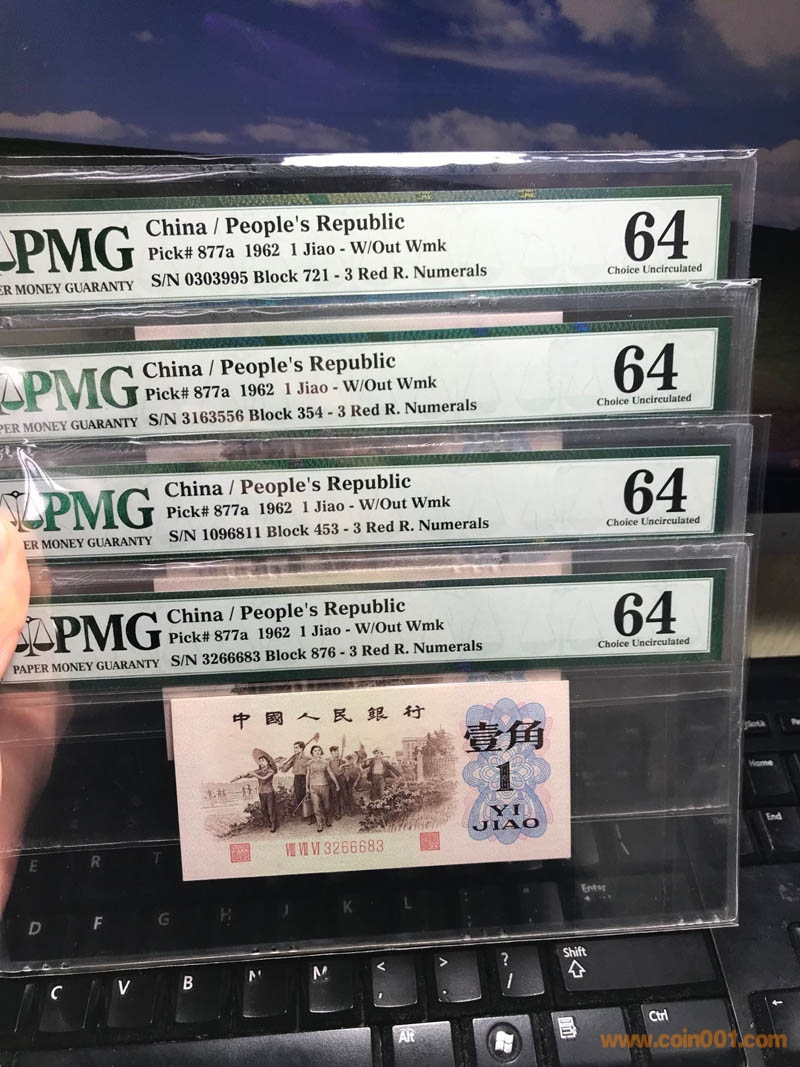 PMG
ER MONEY GUARANTY
China / People's Republic
Pick# 877a 1962 1 Jiao - W/Out Wmk
S/N 0303995 Block 721 - 3 Red R. Numerals
64
Choice Uncirculated
PMG
PER MONEY GUARANTY
China / People's Republic
Pick# 877a 1962 1 Jiao - W/Out Wmk
S/N 3163556 Block 354 - 3 Red R. Numerals
64
Choice Uncirculated
PMG
ER MONEY GUARANTY
China / People's Republic
Pick# 877a 1962 1 Jiao - W/Out Wmk
S/N 1096811 Block 453 - 3 Red R. Numerals
64
Choice Uncirculated
PMG
PAPER MONEY GUARANTY
China / People's Republic
Pick# 877a 1962 1 Jiao - W/Out Wmk
S/N 3266683 Block 876 - 3 Red R. Numerals
64
Choice Uncirculated
中國人民銀行
壹角
1
YI
JIAO
VIII VII VI 3266683
Home
End
E R T
D F G H J K L
Enter
C V B N M < , > . ? /
Shift
Alt
Ctrl
www.coin001.com